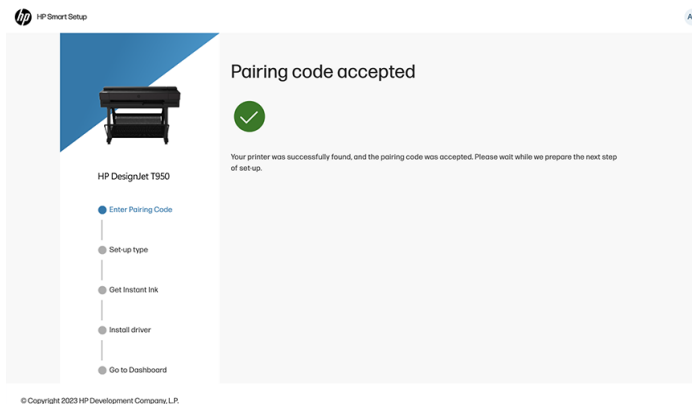 hp HP Smart Setup
A
Pairing code accepted
Your printer was successfully found, and the pairing code was accepted. Please wait while we prepare the next step
of set-up.
HP DesignJet T950
Enter Pairing Code
Set-up type
Get Instant Ink
Install driver
Go to Dashboard
© Copyright 2023 HP Development Company, L.P.